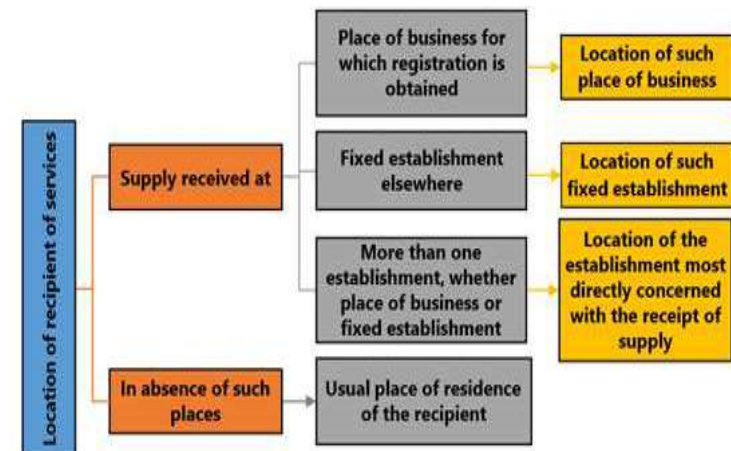 Location of recipient of services
Supply received at
Place of business for
which registration is
obtained
Location of such
place of business
Fixed establishment
elsewhere
Location of such
fixed establishment
More than one
establishment, whether
place of business or
fixed establishment
Location of the
establishment most
directly concerned
with the receipt of
supply
In absence of such
places
Usual place of residence
of the recipient